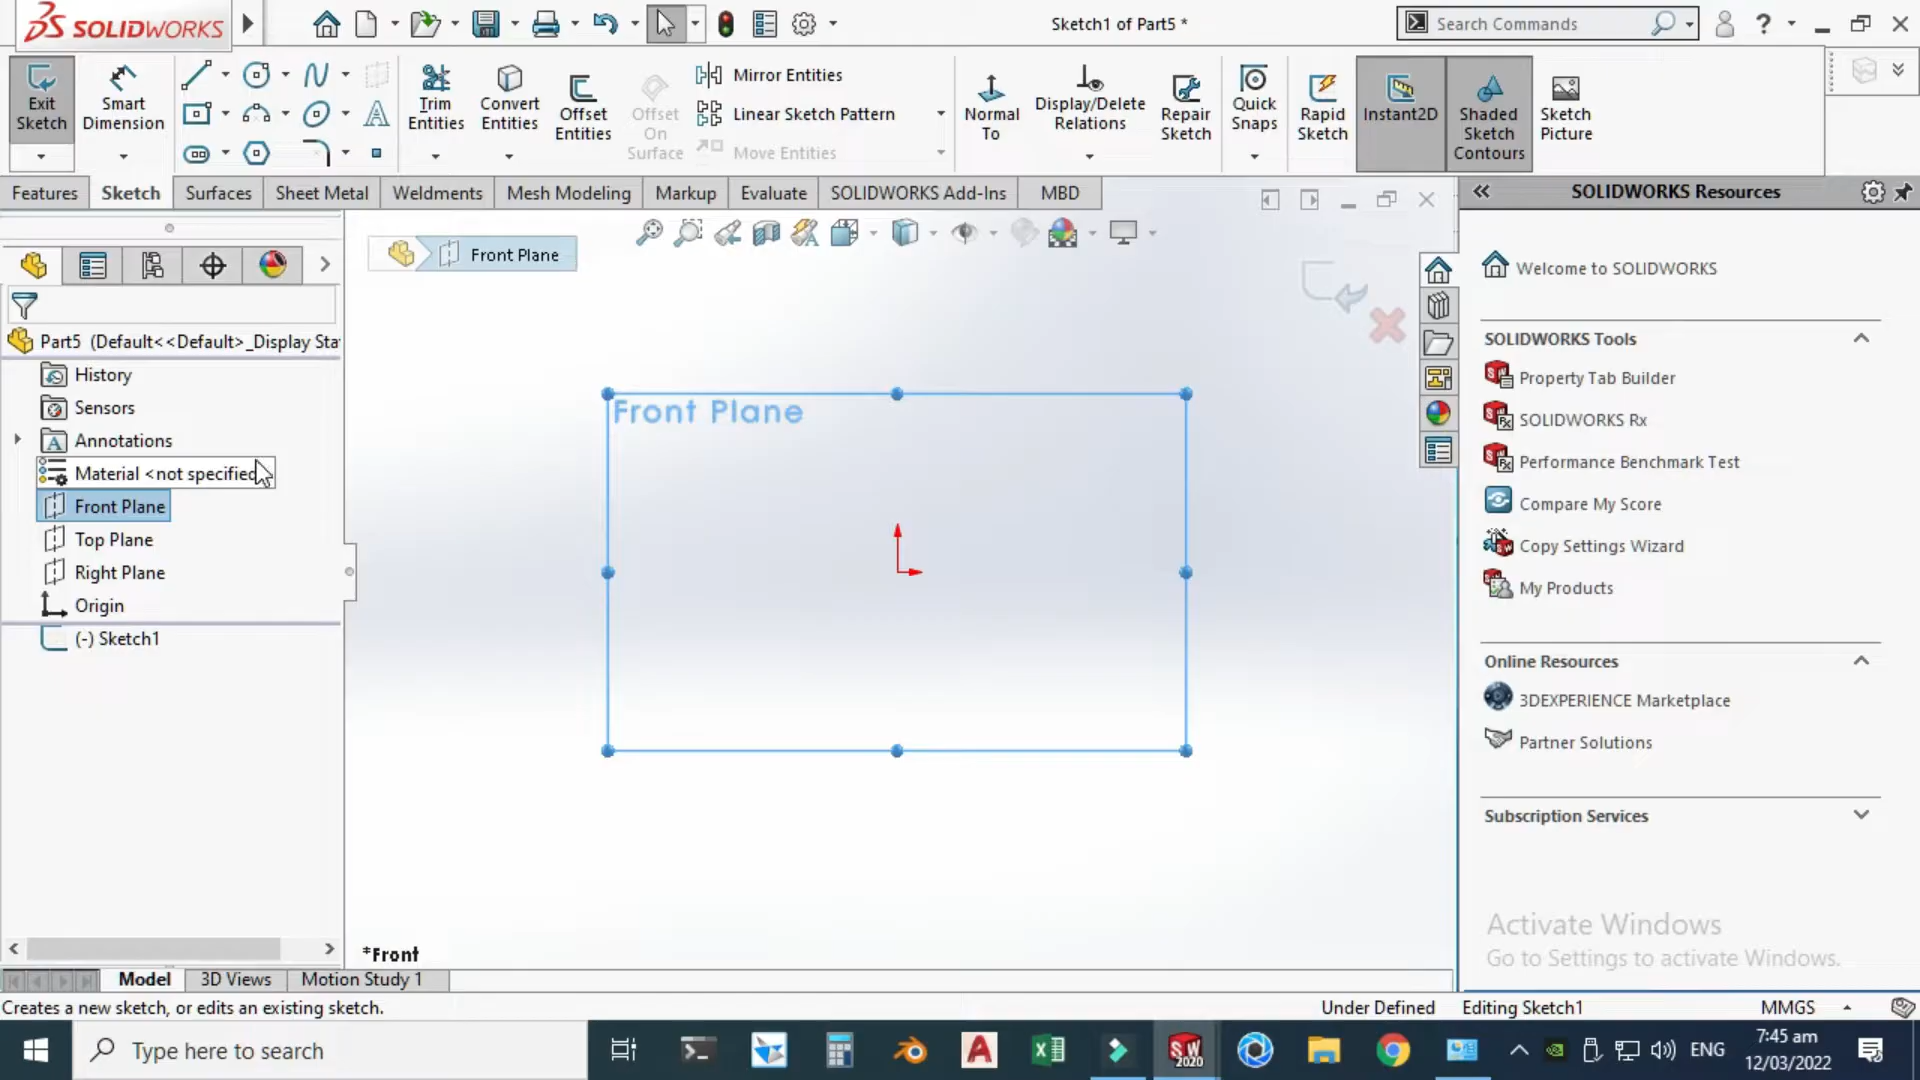 SOLIDWORKS
Sketch1 of Part5 *
Search Commands
Exit Sketch
Smart Dimension
Trim Entities
Convert Entities
Offset Entities
Offset On Surface
Mirror Entities
Linear Sketch Pattern
Move Entities
Normal To
Display/Delete Relations
Repair Sketch
Quick Snaps
Rapid Sketch
Instant2D
Shaded Sketch Contours
Sketch Picture
Features
Sketch
Surfaces
Sheet Metal
Weldments
Mesh Modeling
Markup
Evaluate
SOLIDWORKS Add-Ins
MBD
SOLIDWORKS Resources
Front Plane
Part5 (Default<<Default>_Display Sta
History
Sensors
Annotations
Material <not specified
Front Plane
Top Plane
Right Plane
Origin
(-) Sketch1
Front Plane
*Front
Welcome to SOLIDWORKS
SOLIDWORKS Tools
Property Tab Builder
SOLIDWORKS Rx
Performance Benchmark Test
Compare My Score
Copy Settings Wizard
My Products
Online Resources
3DEXPERIENCE Marketplace
Partner Solutions
Subscription Services
Activate Windows
Go to Settings to activate Windows.
Model
3D Views
Motion Study 1
Creates a new sketch, or edits an existing sketch.
Under Defined
Editing Sketch1
MMGS
Type here to search
SW 2020
ENG
7:45 am
12/03/2022